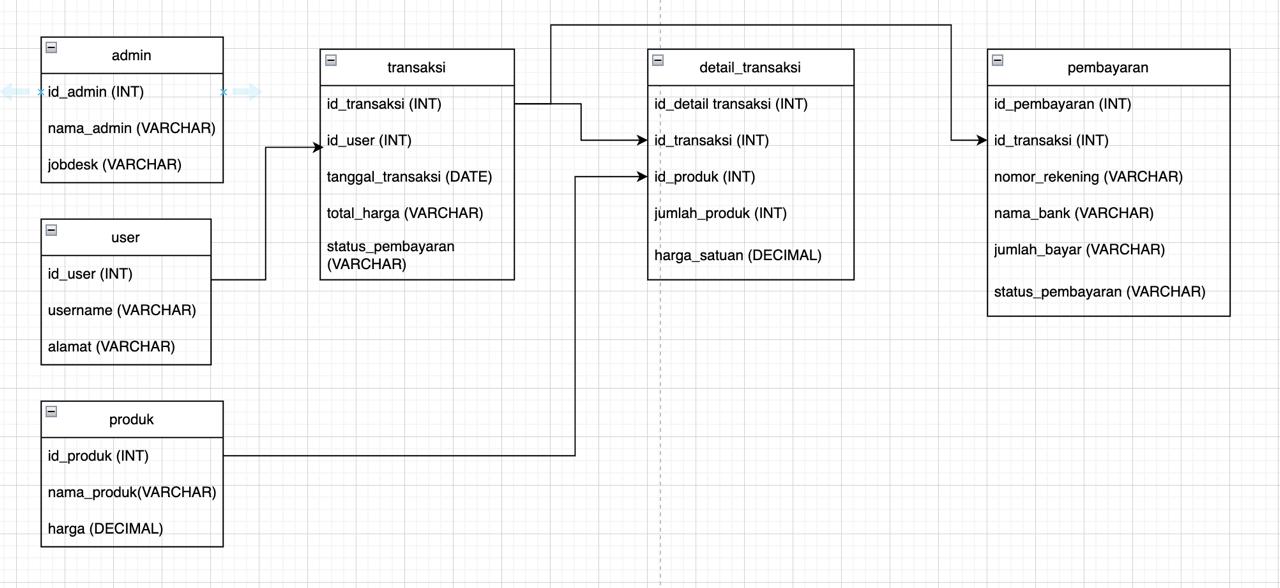 admin
id_admin (INT)
nama_admin (VARCHAR)
jobdesk (VARCHAR)
user
id_user (INT)
username (VARCHAR)
alamat (VARCHAR)
produk
id_produk (INT)
nama_produk(VARCHAR)
harga (DECIMAL)
transaksi
id_transaksi (INT)
id_user (INT)
tanggal_transaksi (DATE)
total_harga (VARCHAR)
status_pembayaran
(VARCHAR)
detail_transaksi
id_detail transaksi (INT)
id_transaksi (INT)
id_produk (INT)
jumlah_produk (INT)
harga_satuan (DECIMAL)
pembayaran
id_pembayaran (INT)
id_transaksi (INT)
nomor_rekening (VARCHAR)
nama_bank (VARCHAR)
jumlah_bayar (VARCHAR)
status_pembayaran (VARCHAR)